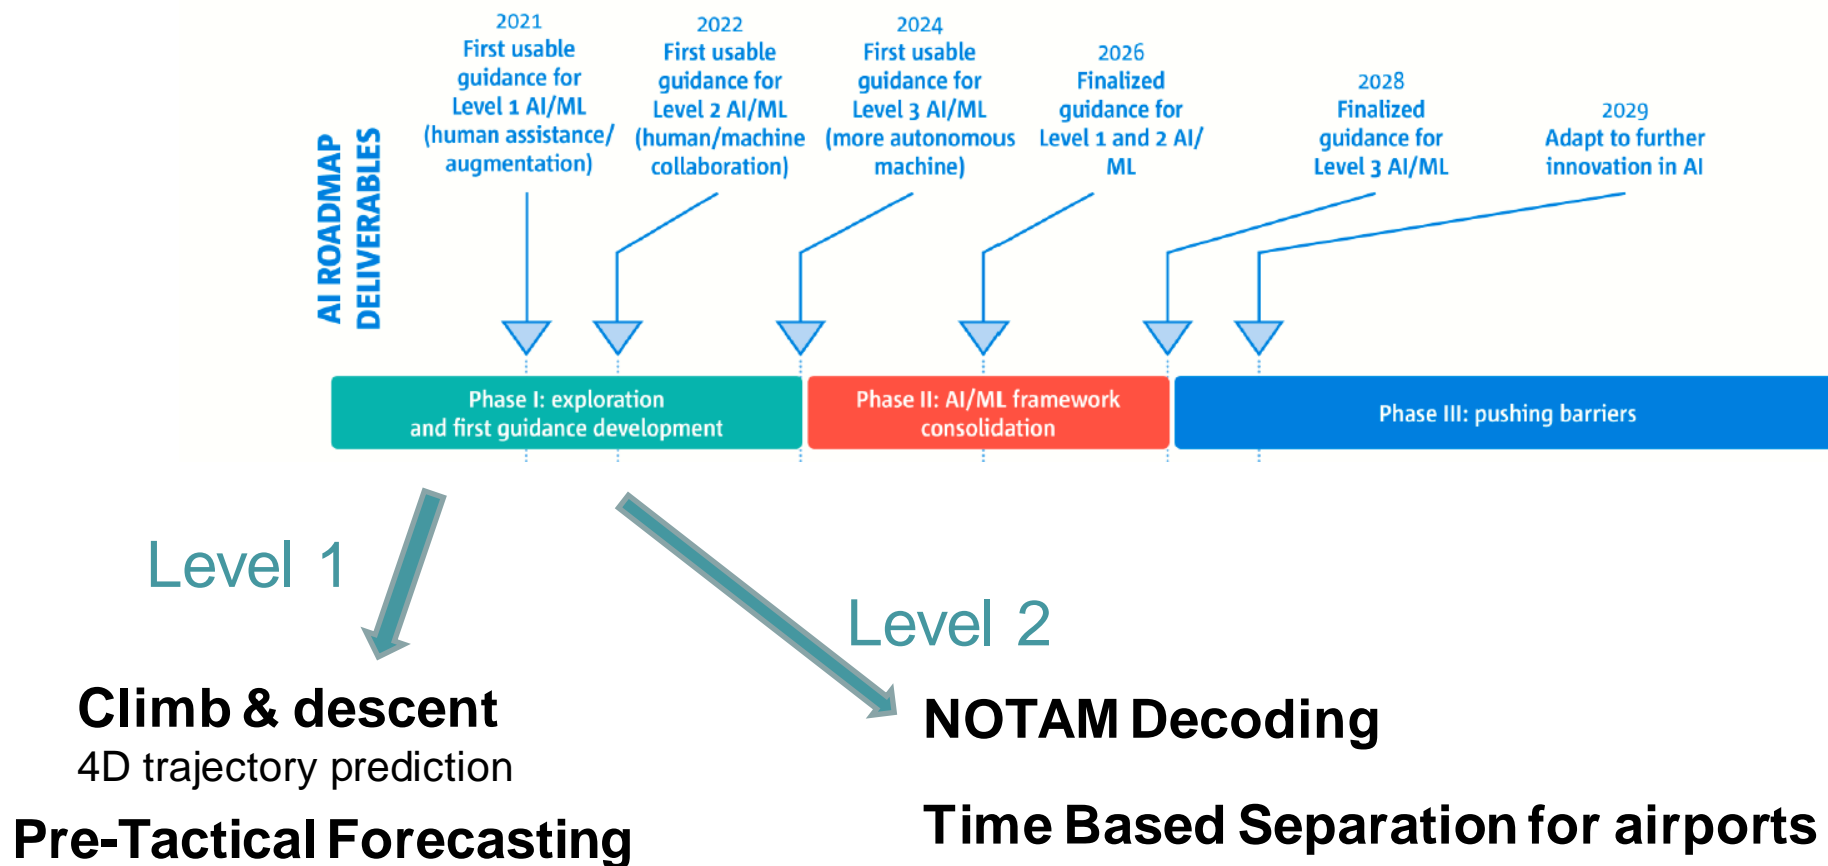 AI ROADMAP
DELIVERABLES
2021
First usable
guidance for
Level 1 AI/ML
(human assistance/
augmentation)
2022
First usable
guidance for
Level 2 AI/ML
(human/machine
collaboration)
2024
First usable
guidance for
Level 3 AI/ML
(more autonomous
machine)
2026
Finalized
guidance for
Level 1 and 2 AI/
ML
2028
Finalized
guidance for
Level 3 AI/ML
2029
Adapt to further
innovation in AI
Phase I: exploration
and first guidance development
Phase II: AI/ML framework
consolidation
Phase III: pushing barriers
Level 1
Climb & descent
4D trajectory prediction
Pre-Tactical Forecasting
Level 2
NOTAM Decoding
Time Based Separation for airports